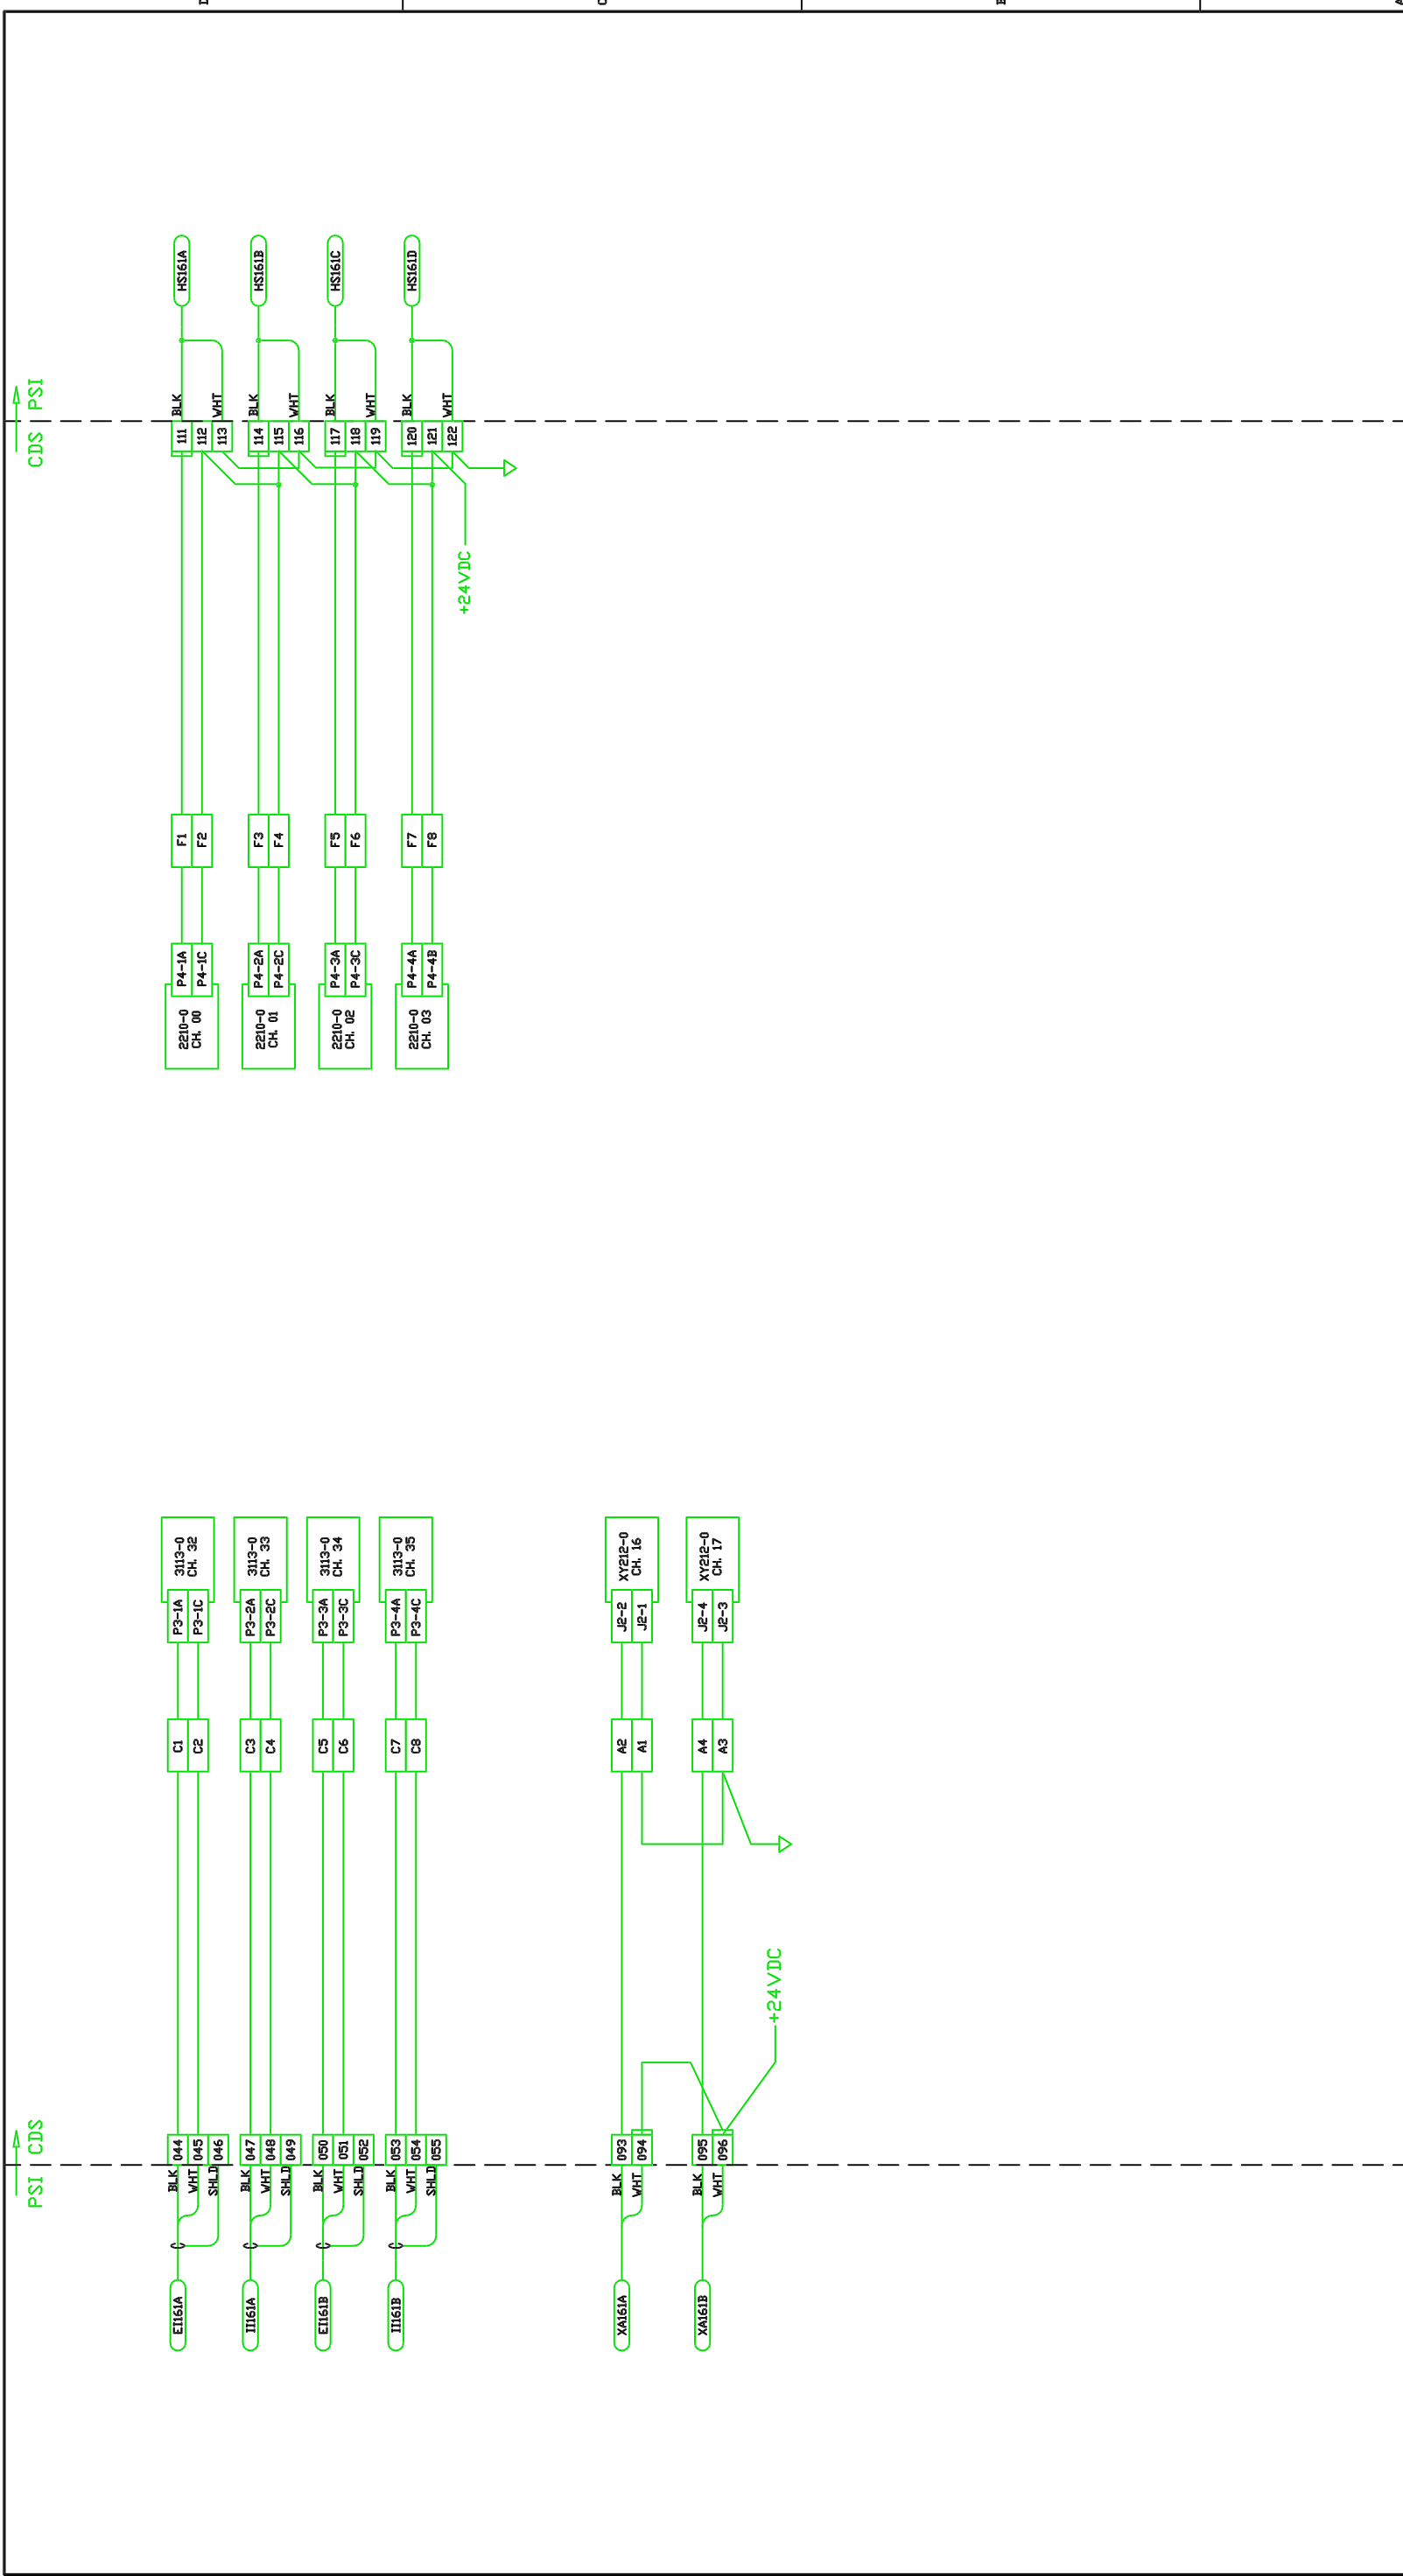 PSI CDS
EI161A
BLK
WHT
SHLD
044
045
046
C1
C2
P3-1A
P3-1C
3113-0
CH. 32
II161A
BLK
WHT
SHLD
047
048
049
C3
C4
P3-2A
P3-2C
3113-0
CH. 33
EI161B
BLK
WHT
SHLD
050
051
052
C5
C6
P3-3A
P3-3C
3113-0
CH. 34
II161B
BLK
WHT
SHLD
053
054
055
C7
C8
P3-4A
P3-4C
3113-0
CH. 35
XA161A
BLK
WHT
093
094
A2
A1
J2-2
J2-1
XY212-0
CH. 16
XA161B
BLK
WHT
095
096
A4
A3
J2-4
J2-3
XY212-0
CH. 17
+24VDC
CDS PSI
2210-0
CH. 00
P4-1A
P4-1C
F1
F2
111
112
113
BLK
WHT
HS161A
2210-0
CH. 01
P4-2A
P4-2C
F3
F4
114
115
116
BLK
WHT
HS161B
2210-0
CH. 02
P4-3A
P4-3C
F5
F6
117
118
119
BLK
WHT
HS161C
2210-0
CH. 03
P4-4A
P4-4B
F7
F8
120
121
122
BLK
WHT
HS161D
+24VDC